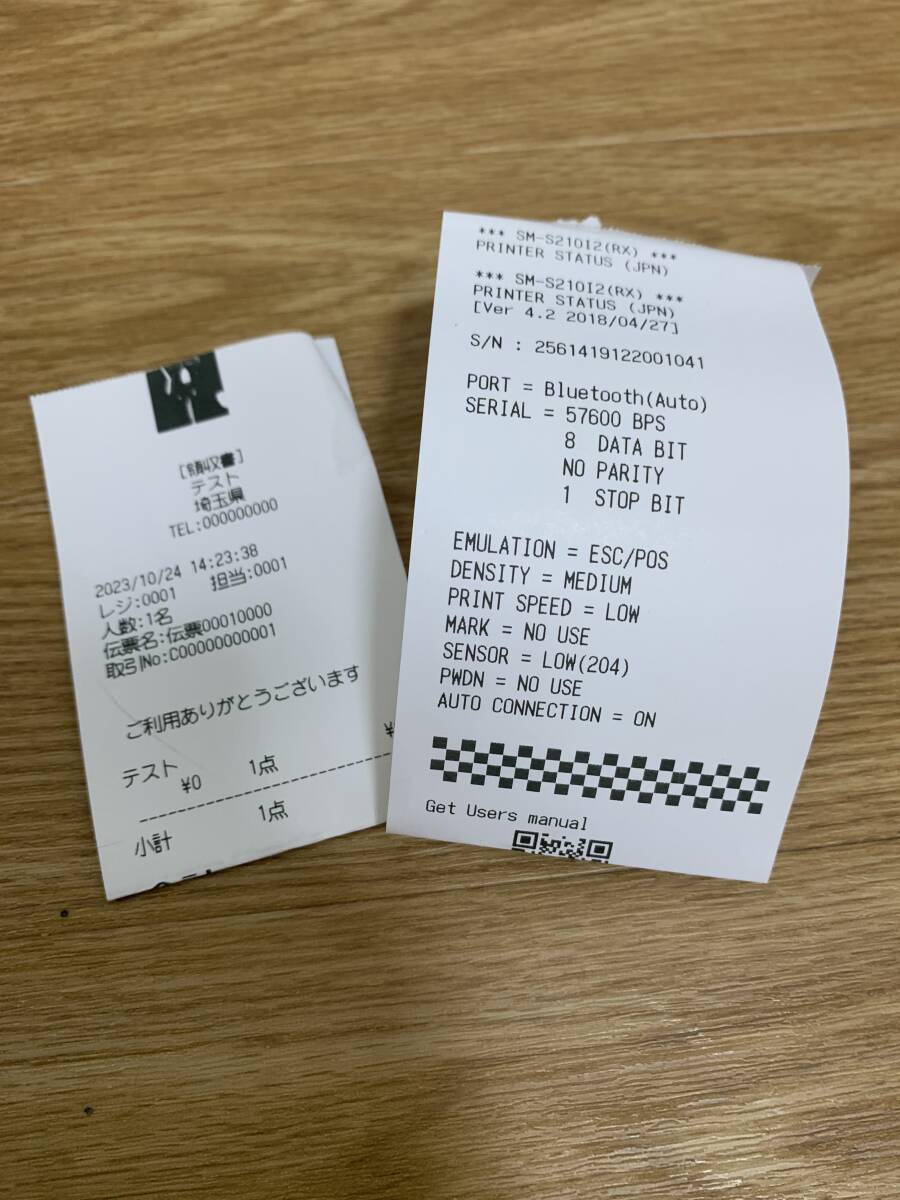 [領収書]
テスト
埼玉県
TEL:000000000
2023/10/24 14:23:38
レジ:0001 担当:0001
人数:1名
伝票名:伝票00010000
取引No:C00000000001
ご利用ありがとうございます
テスト
¥0 1点 ¥
小計 1点
*** SM-S210I2(RX) ***
PRINTER STATUS (JPN)
*** SM-S210I2(RX) ***
PRINTER STATUS (JPN)
[Ver 4.2 2018/04/27]
S/N : 2561419122001041
PORT = Bluetooth(Auto)
SERIAL = 57600 BPS
8 DATA BIT
NO PARITY
1 STOP BIT
EMULATION = ESC/POS
DENSITY = MEDIUM
PRINT SPEED = LOW
MARK = NO USE
SENSOR = LOW(204)
PWDN = NO USE
AUTO CONNECTION = ON
Get Users manual